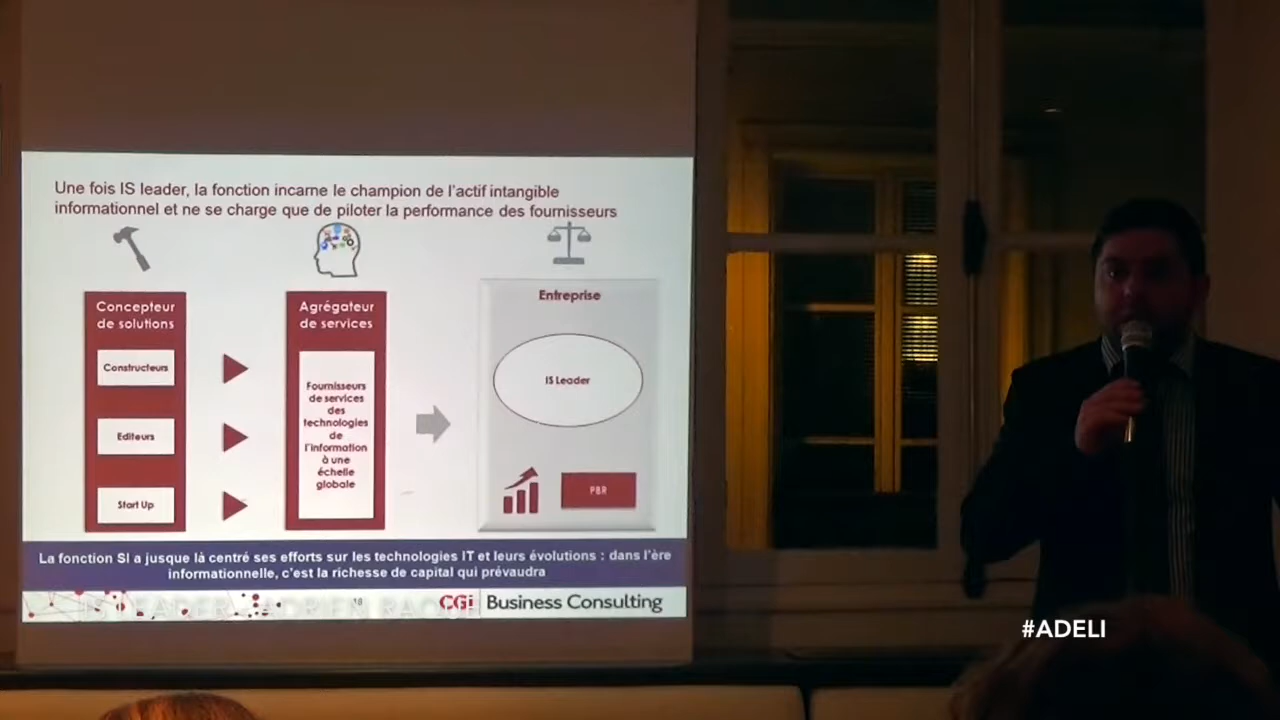 Une fois IS leader, la fonction incarne le champion de l'actif intangible
informationnel et ne se charge que de piloter la performance des fournisseurs
Concepteur
de solutions
Constructeurs
Editeurs
Start Up
Agrégateur
de services
Fournisseurs
de services
des
technologies
de
l'information
à une
échelle
globale
Entreprise
IS Leader
PBR
La fonction SI a jusque là centré ses efforts sur les technologies IT et leurs évolutions : dans l'ère
informationnelle, c'est la richesse de capital qui prévaudra
IS LEADER
18
CGI Business Consulting
#ADELI